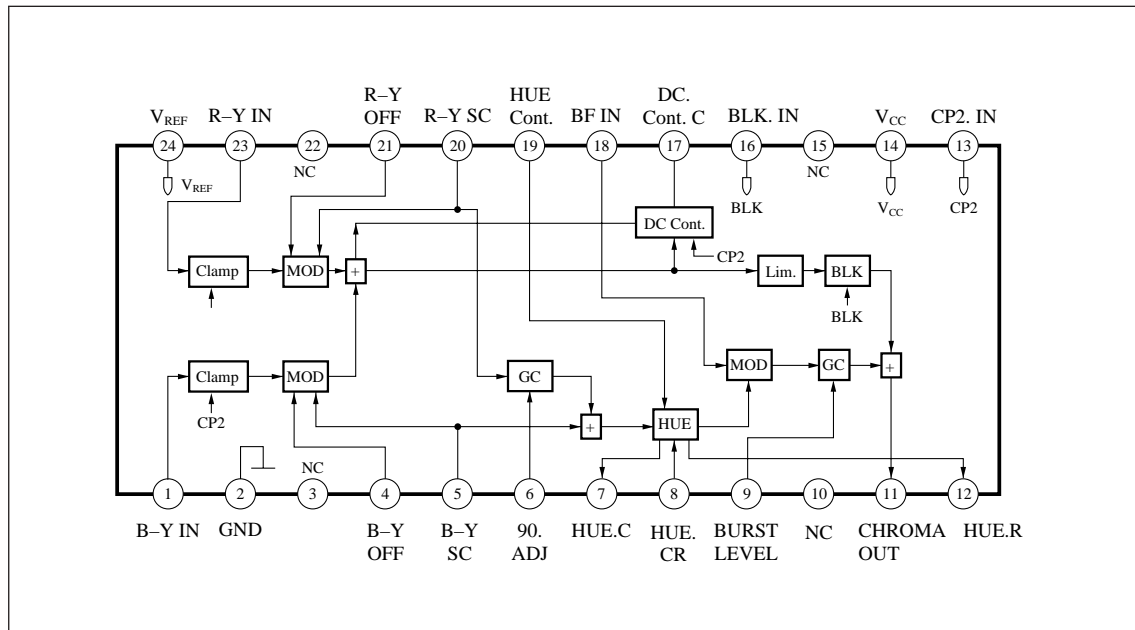 R–Y
OFF
HUE
Cont.
DC.
Cont. C
VREF
R–Y IN
R–Y SC
BF IN
BLK. IN
VCC
CP2. IN
24 23 22 21 20 19 18 17 16 15 14 13
NC
NC
VREF
BLK
VCC
CP2
DC Cont.
CP2
Clamp
MOD
+
Lim.
BLK
BLK
Clamp
MOD
GC
MOD
GC
+
CP2
+
HUE
NC
1 2 3 4 5 6 7 8 9 10 11 12
B–Y IN
GND
B–Y
OFF
B–Y
SC
90.
ADJ
HUE.C
HUE.
CR
BURST
LEVEL
NC
CHROMA
OUT
HUE.R